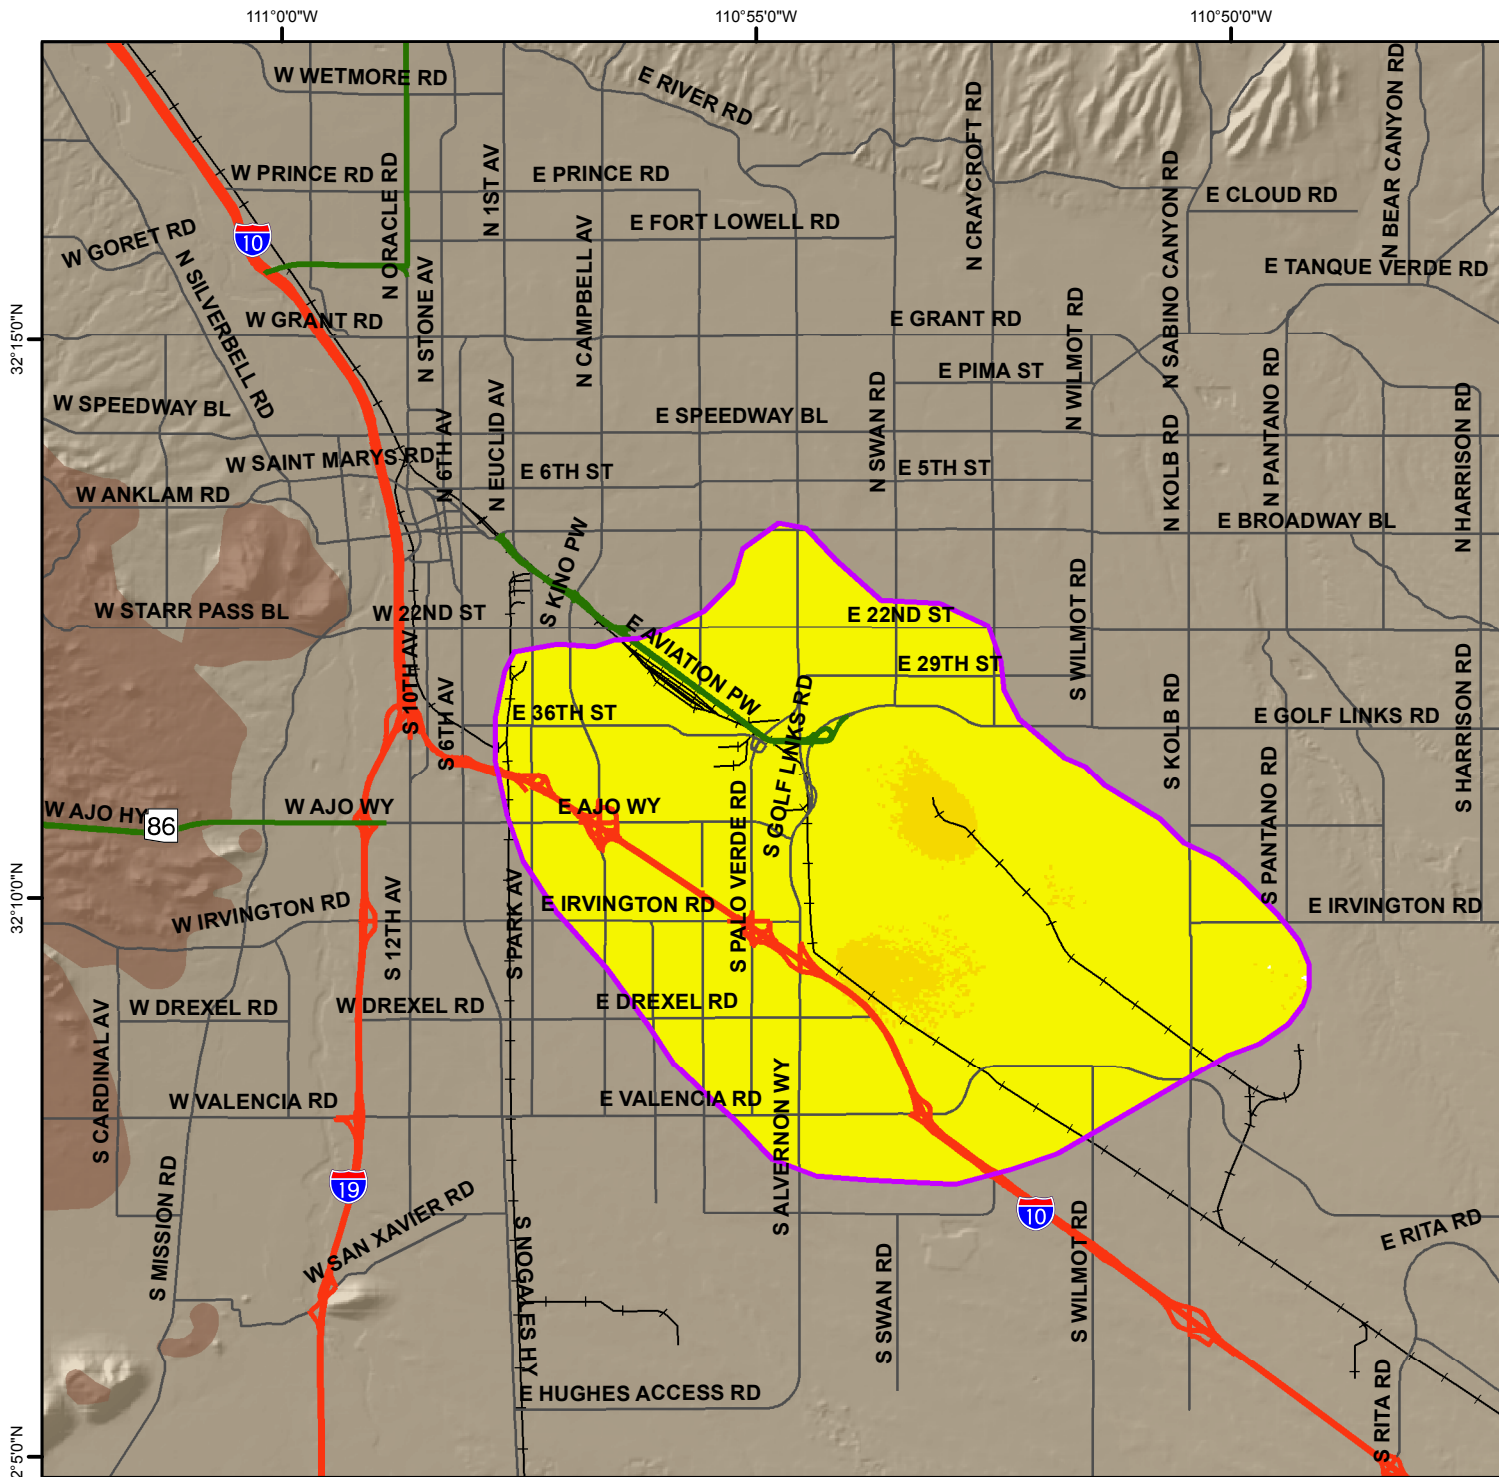 111°0'0"W
110°55'0"W
110°50'0"W
W WETMORE RD
E RIVER RD
N CRAYCROFT RD
N BEAR CANYON RD
W PRINCE RD
N ORACLE RD
N 1ST AV
E PRINCE RD
N SABINO CANYON RD
E CLOUD RD
W GORET RD
10
N CAMPBELL AV
E FORT LOWELL RD
N SILVERBELL RD
N STONE AV
E TANQUE VERDE RD
32°15'0"N
W GRANT RD
E GRANT RD
N WILMOT RD
E PIMA ST
N SWAN RD
N PANTANO RD
N HARRISON RD
W SPEEDWAY BL
N EUCLID AV
N 6TH AV
E SPEEDWAY BL
N KOLB RD
W SAINT MARYS RD
E 6TH ST
E 5TH ST
W ANKLAM RD
E BROADWAY BL
S KINO PW
S WILMOT RD
W STARR PASS BL
W 22ND ST
E 22ND ST
E AVIATION PW
E 29TH ST
S 10TH AV
S 6TH AV
E 36TH ST
S GOLF LINKS RD
S KOLB RD
E GOLF LINKS RD
S HARRISON RD
S PANTANO RD
W AJO HY
86
W AJO WY
E AJO WY
S PALO VERDE RD
32°10'0"N
W IRVINGTON RD
S 12TH AV
S PARK AV
E IRVINGTON RD
E IRVINGTON RD
S CARDINAL AV
W DREXEL RD
W DREXEL RD
E DREXEL RD
W VALENCIA RD
E VALENCIA RD
S ALVERNON WY
S MISSION RD
19
W SAN XAVIER RD
S NOGALES HY
10
S SWAN RD
S WILMOT RD
E RITA RD
E HUGHES ACCESS RD
S RITA RD
2°5'0"N